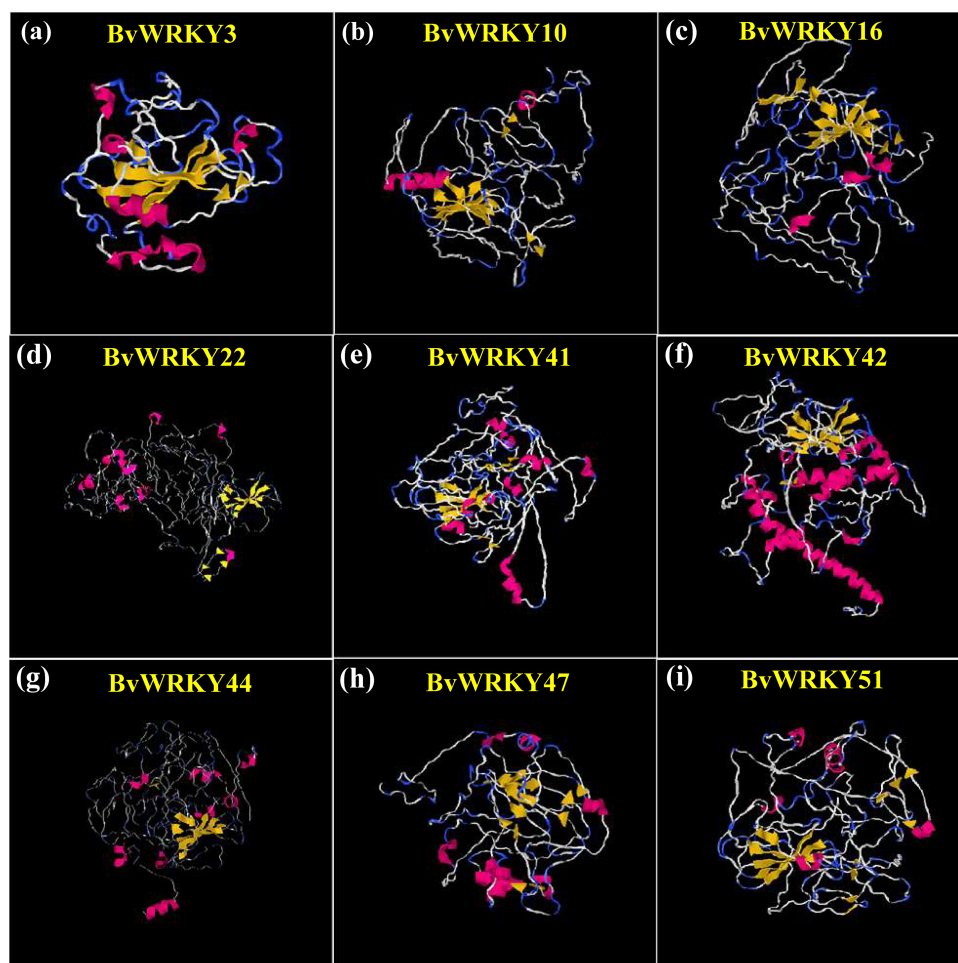 (a) BvWRKY3
(b) BvWRKY10
(c) BvWRKY16
(d) BvWRKY22
(e) BvWRKY41
(f) BvWRKY42
(g) BvWRKY44
(h) BvWRKY47
(i) BvWRKY51